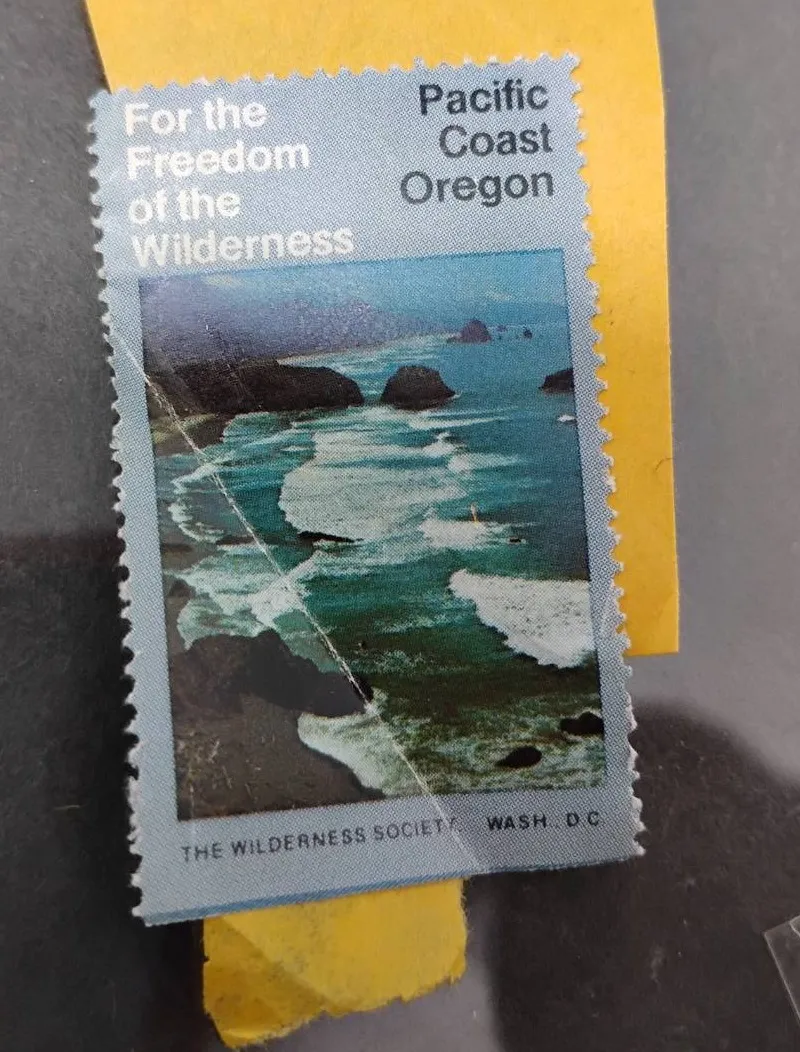 For the
Freedom
of the
Wilderness
Pacific
Coast
Oregon
THE WILDERNESS SOCIETY. WASH., D.C.